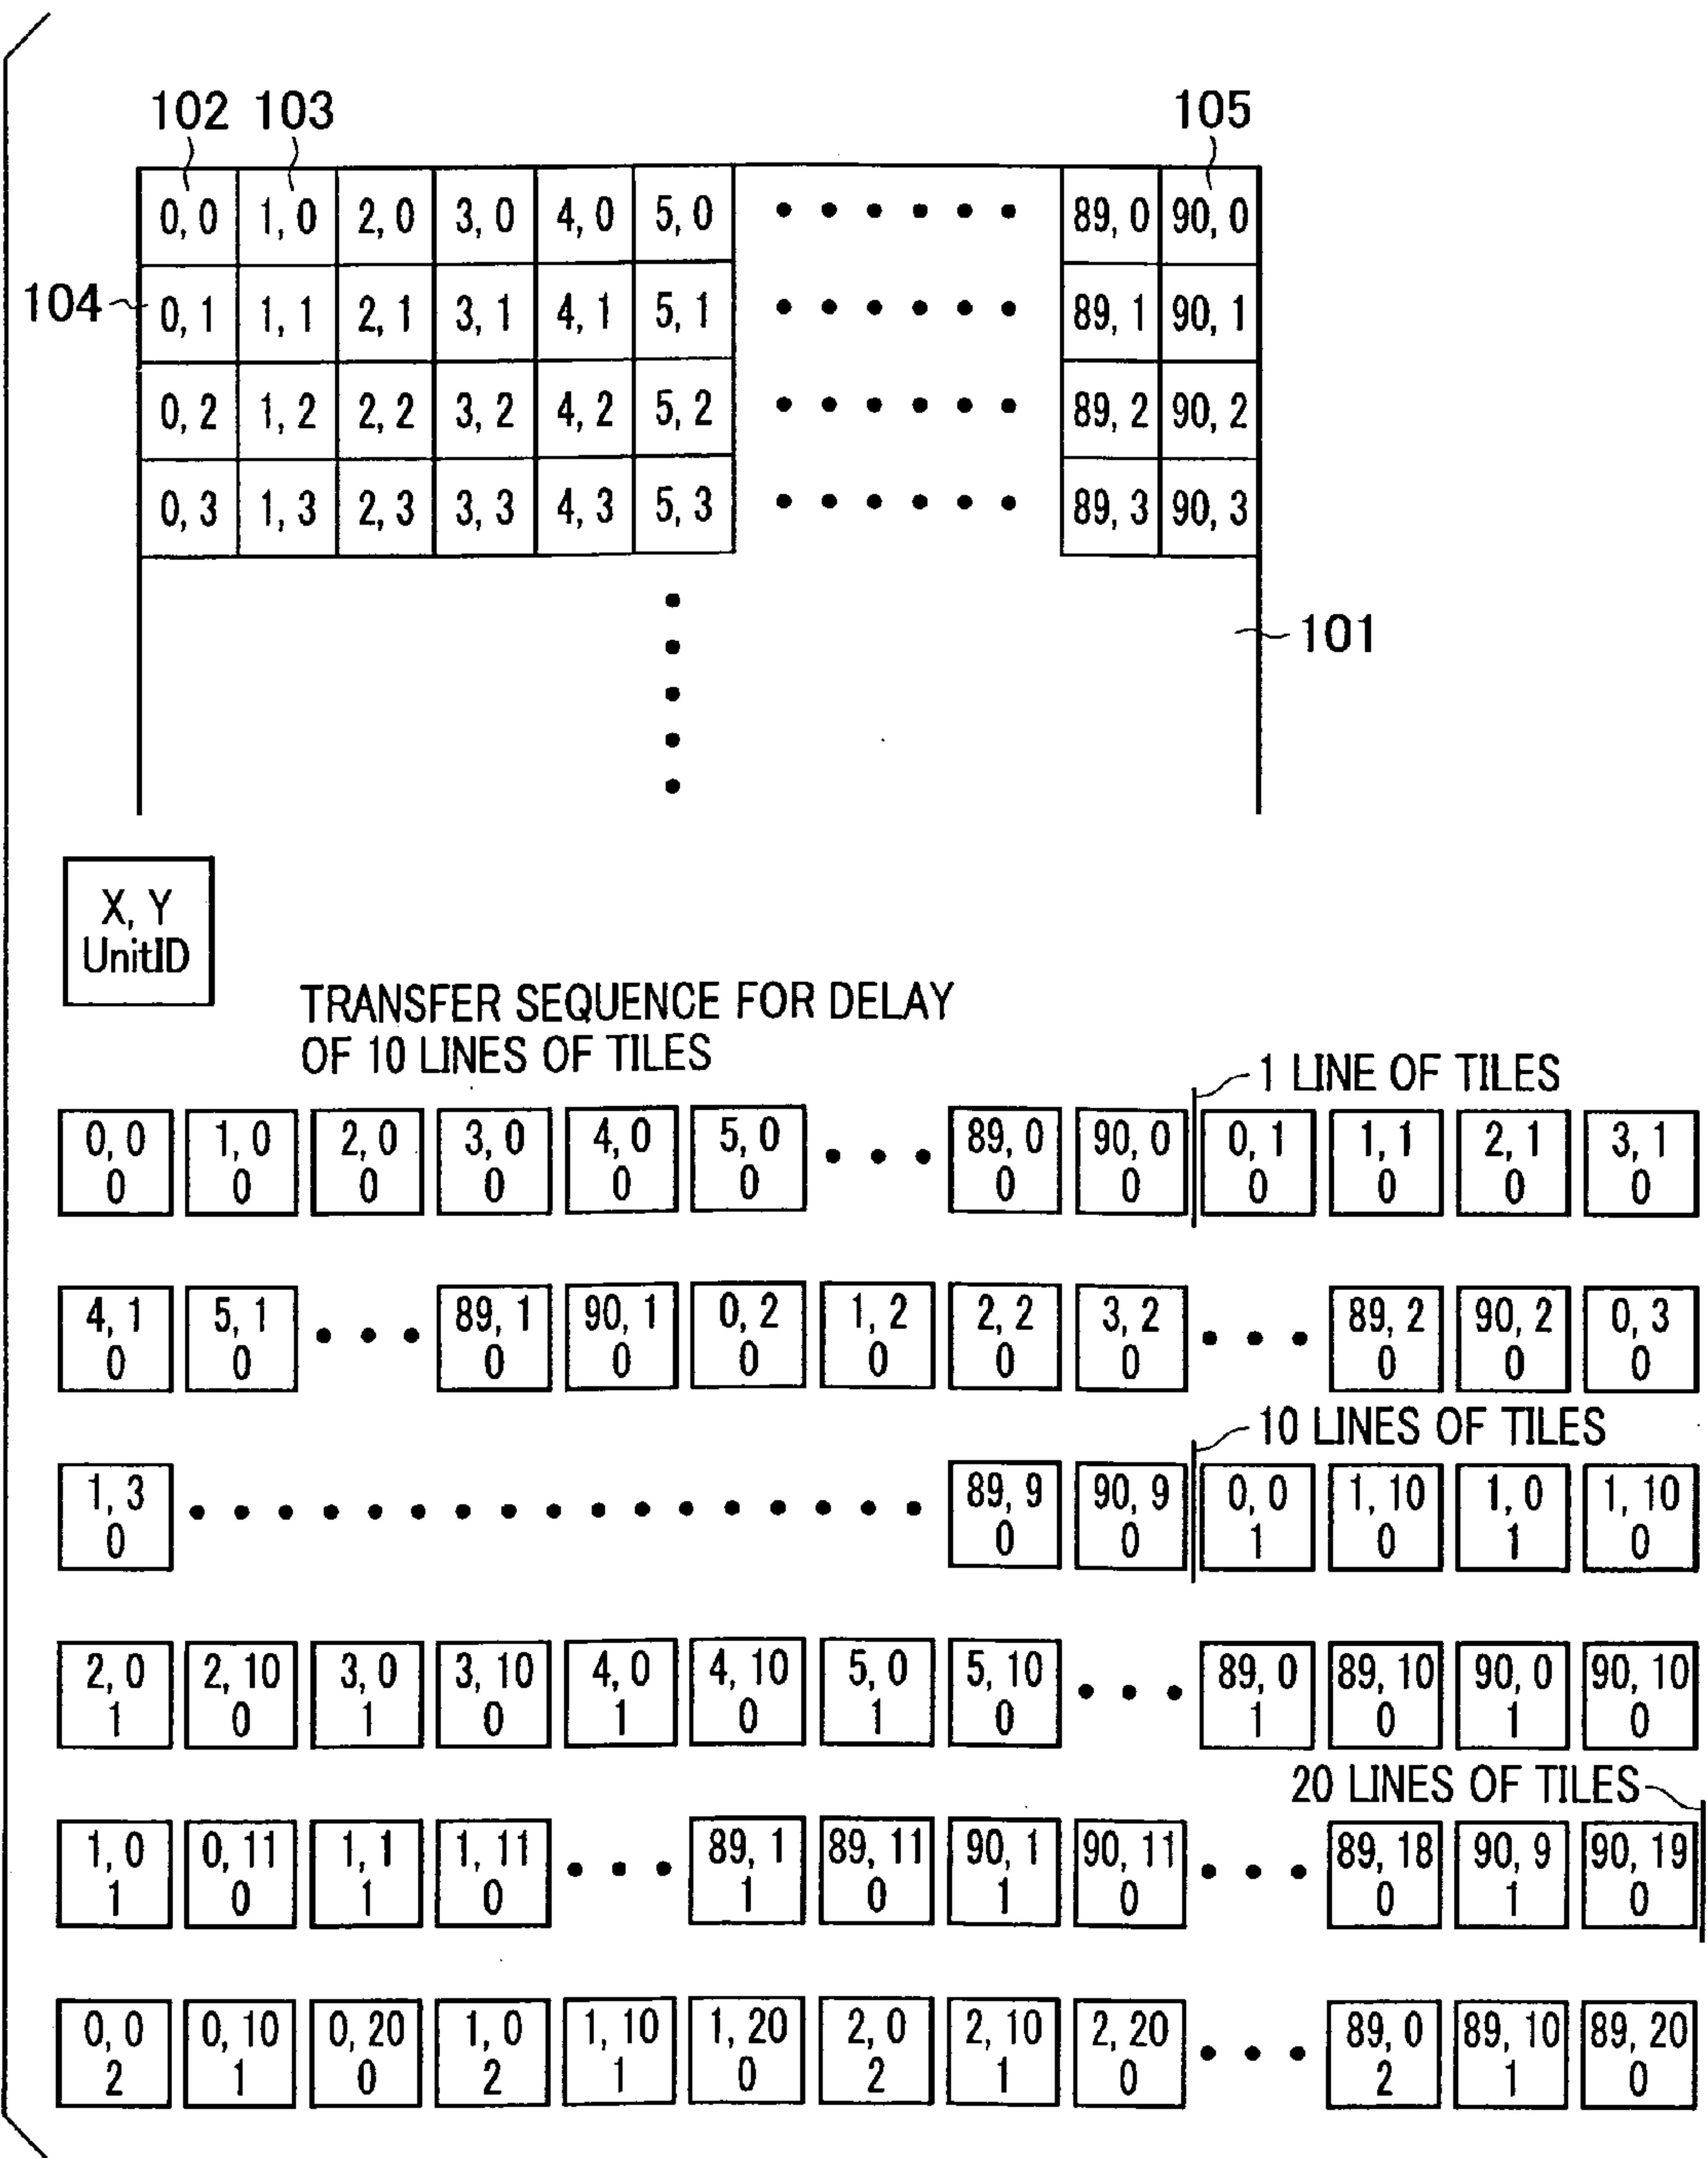 102 103 105
0, 0 1, 0 2, 0 3, 0 4, 0 5, 0 • • • • • • 89, 0 90, 0
104 0, 1 1, 1 2, 1 3, 1 4, 1 5, 1 • • • • • • 89, 1 90, 1
0, 2 1, 2 2, 2 3, 2 4, 2 5, 2 • • • • • • 89, 2 90, 2
0, 3 1, 3 2, 3 3, 3 4, 3 5, 3 • • • • • • 89, 3 90, 3
101
X, Y
UnitID
TRANSFER SEQUENCE FOR DELAY
OF 10 LINES OF TILES
1 LINE OF TILES
0, 0 1, 0 2, 0 3, 0 4, 0 5, 0 • • • 89, 0 90, 0 0, 1 1, 1 2, 1 3, 1
0 0 0 0 0 0 0 0 0 0 0 0
4, 1 5, 1 • • • 89, 1 90, 1 0, 2 1, 2 2, 2 3, 2 • • • 89, 2 90, 2 0, 3
0 0 0 0 0 0 0 0 0 0 0
10 LINES OF TILES
1, 3 • • • • • • • • • • • • • • • • • 89, 9 90, 9 0, 0 1, 10 1, 0 1, 10
0 0 0 1 0 1 0
2, 0 2, 10 3, 0 3, 10 4, 0 4, 10 5, 0 5, 10 • • • 89, 0 89, 10 90, 0 90, 10
1 0 1 0 1 0 1 0 1 0 1 0
20 LINES OF TILES
1, 0 0, 11 1, 1 1, 11 • • • 89, 1 89, 11 90, 1 90, 11 • • • 89, 18 90, 9 90, 19
1 0 1 0 1 0 1 0 0 1 0
0, 0 0, 10 0, 20 1, 0 1, 10 1, 20 2, 0 2, 10 2, 20 • • • 89, 0 89, 10 89, 20
2 1 0 2 1 0 2 1 0 2 1 0